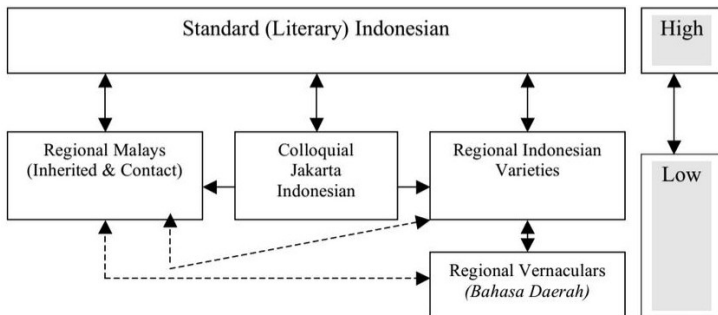 Standard (Literary) Indonesian
High
Regional Malays
(Inherited & Contact)
Colloquial
Jakarta
Indonesian
Regional Indonesian
Varieties
Low
Regional Vernaculars
(Bahasa Daerah)